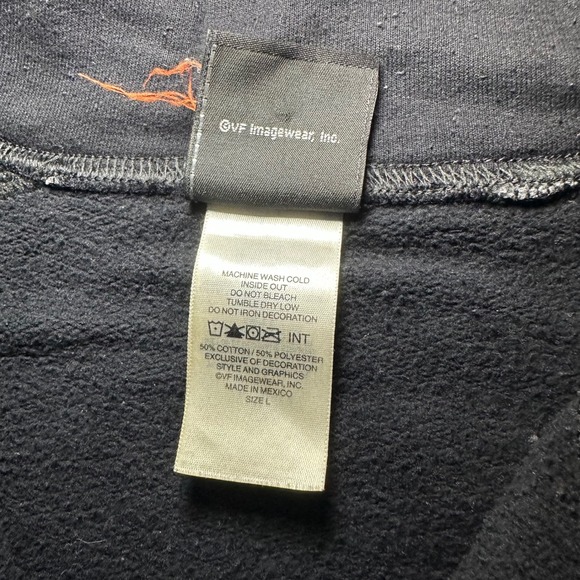 ©VF Imagewear, Inc.
MACHINE WASH COLD
INSIDE OUT
DO NOT BLEACH
TUMBLE DRY LOW
DO NOT IRON DECORATION
INT
50% COTTON / 50% POLYESTER
EXCLUSIVE OF DECORATION
STYLE AND GRAPHICS
©VF IMAGEWEAR, INC.
MADE IN MEXICO
SIZE L